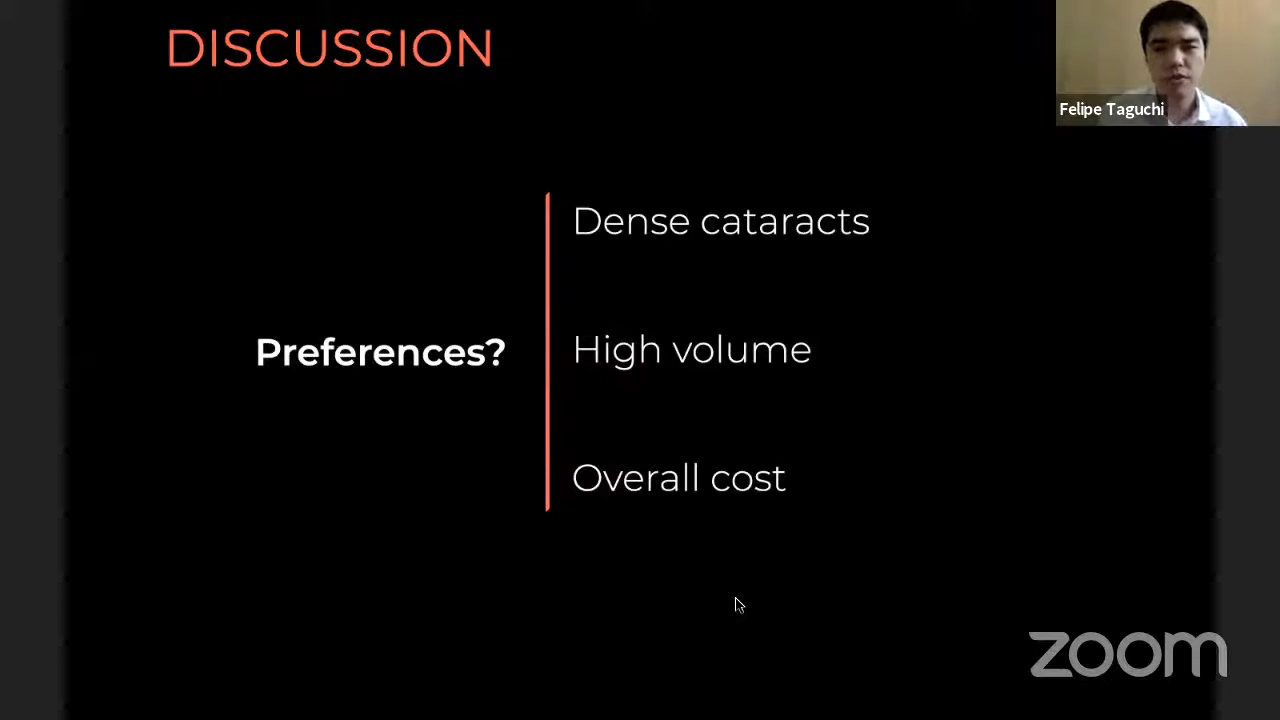 DISCUSSION
Felipe Taguchi
Dense cataracts
Preferences?
High volume
Overall cost
zoom